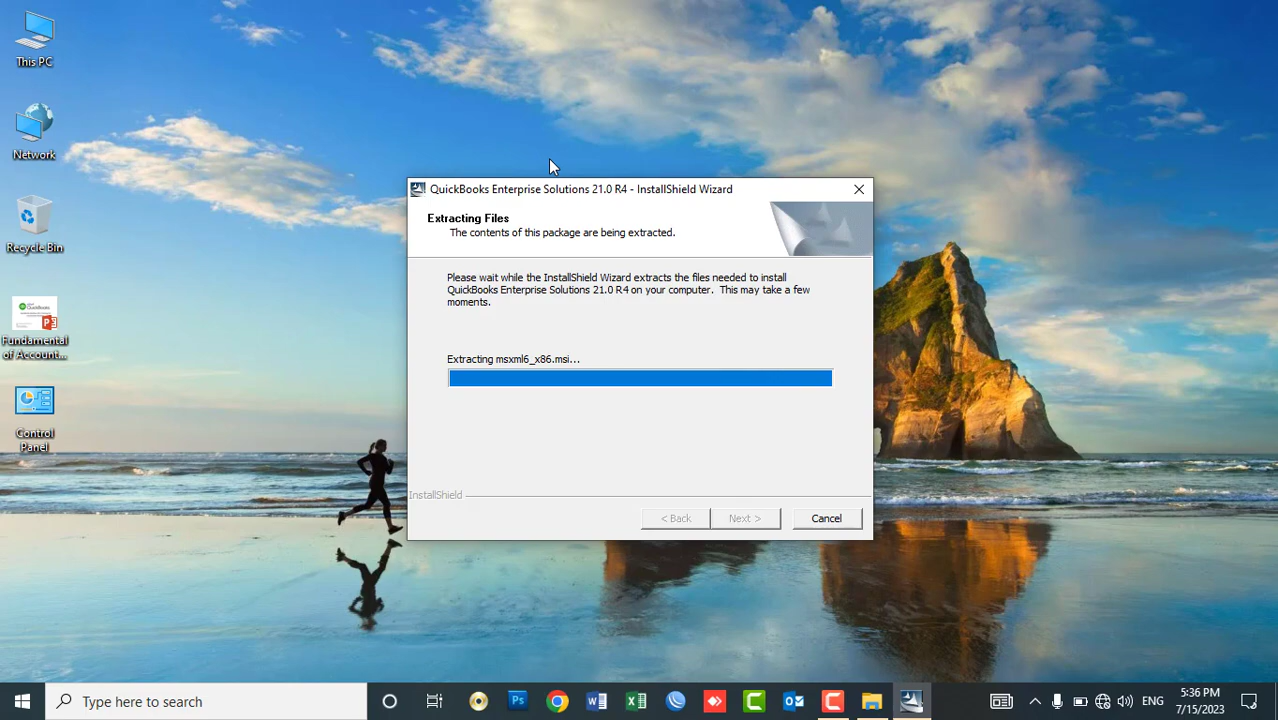 This PC
Network
Recycle Bin
QuickBooks
Fundamental
of Account...
Control
Panel
QuickBooks Enterprise Solutions 21.0 R4 - InstallShield Wizard
Extracting Files
The contents of this package are being extracted.
Please wait while the InstallShield Wizard extracts the files needed to install
QuickBooks Enterprise Solutions 21.0 R4 on your computer. This may take a few
moments.
Extracting msxml6_x86.msi...
InstallShield
< Back
Next >
Cancel
Type here to search
Ps
ENG
5:36 PM
7/15/2023